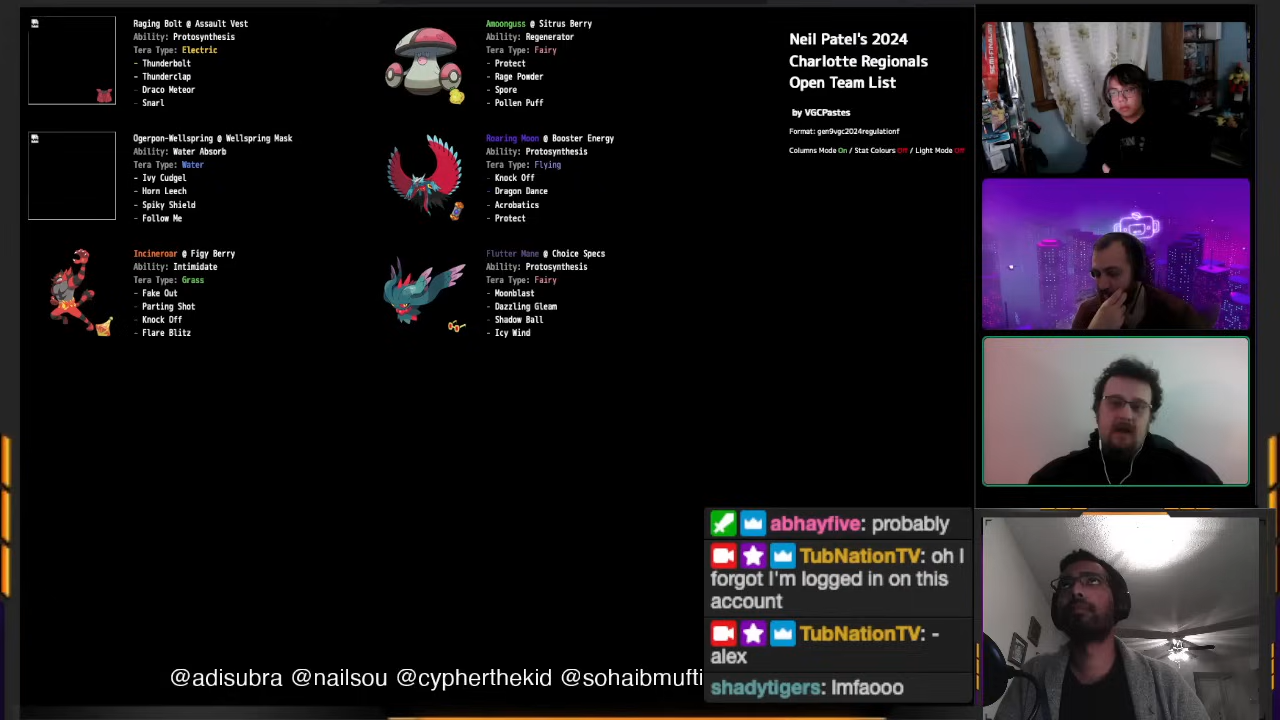 Raging Bolt @ Assault Vest
Ability: Protosynthesis
Tera Type: Electric
- Thunderbolt
- Thunderclap
- Draco Meteor
- Snarl
Amoonguss @ Sitrus Berry
Ability: Regenerator
Tera Type: Fairy
- Protect
- Rage Powder
- Spore
- Pollen Puff
Ogerpon-Wellspring @ Wellspring Mask
Ability: Water Absorb
Tera Type: Water
- Ivy Cudgel
- Horn Leech
- Spiky Shield
- Follow Me
Roaring Moon @ Booster Energy
Ability: Protosynthesis
Tera Type: Flying
- Knock Off
- Dragon Dance
- Acrobatics
- Protect
Incineroar @ Figy Berry
Ability: Intimidate
Tera Type: Grass
- Fake Out
- Parting Shot
- Knock Off
- Flare Blitz
Flutter Mane @ Choice Specs
Ability: Protosynthesis
Tera Type: Fairy
- Moonblast
- Dazzling Gleam
- Shadow Ball
- Icy Wind
Neil Patel's 2024
Charlotte Regionals
Open Team List
by VGCPastes
Format: gen9vgc2024regulationf
Columns Mode On / Stat Colours Off / Light Mode Off
abhayfive: probably
TubNationTV: oh I
forgot I'm logged in on this
account
TubNationTV: -
alex
shadytigers: lmfaooo
@adisubra @nailsou @cypherthekid @sohaibmufti